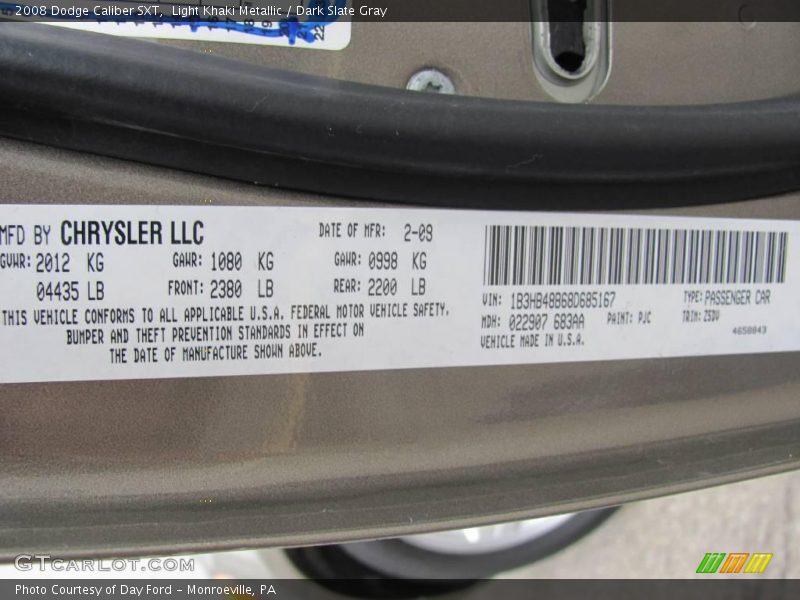 2008 Dodge Caliber SXT,  Light Khaki Metallic / Dark Slate Gray
MFD BY CHRYSLER LLC
DATE OF MFR: 2-09
GVWR: 2012 KG
04435 LB
GAWR: 1080 KG
FRONT: 2380 LB
GAWR: 0998 KG
REAR: 2200 LB
THIS VEHICLE CONFORMS TO ALL APPLICABLE U.S.A. FEDERAL MOTOR VEHICLE SAFETY,
BUMPER AND THEFT PREVENTION STANDARDS IN EFFECT ON
THE DATE OF MANUFACTURE SHOWN ABOVE.
VIN: 1B3HB48B68D685167
TYPE: PASSENGER CAR
MDH: 022907 683AA
PAINT: PJC
TRIM: Z5DV
VEHICLE MADE IN U.S.A.
4658043
GTCARLOT.COM
Photo Courtesy of Day Ford - Monroeville, PA